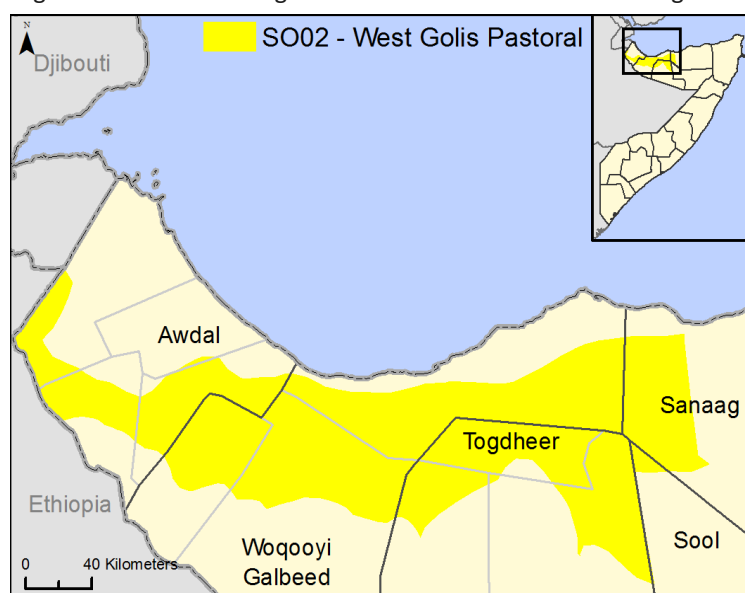 N
SO02 - West Golis Pastoral
Djibouti
Awdal
Sanaag
Togdheer
Ethiopia
Sool
Woqooyi
Galbeed
0 40 Kilometers